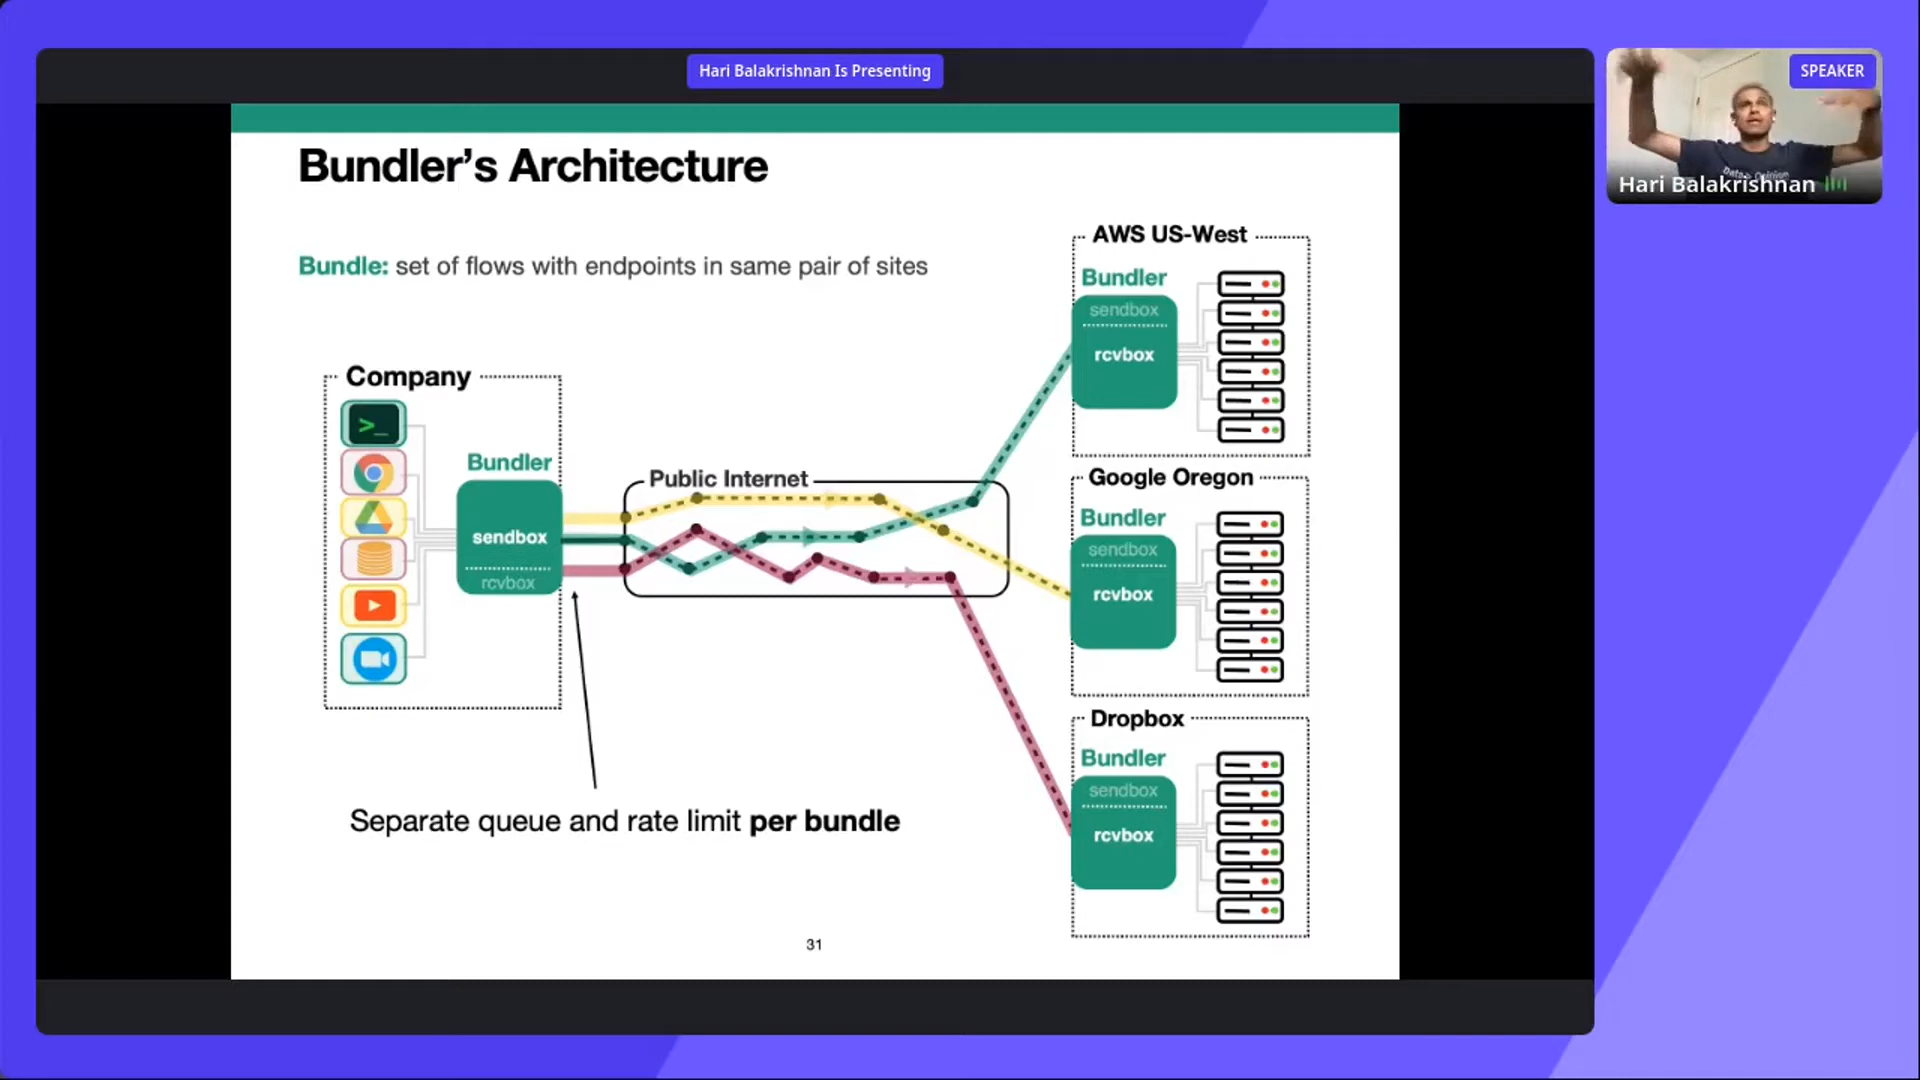 Hari Balakrishnan Is Presenting
SPEAKER
Hari Balakrishnan
Bundler's Architecture
Bundle: set of flows with endpoints in same pair of sites
Company
>_
Bundler
sendbox
rcvbox
Public Internet
AWS US-West
Bundler
sendbox
rcvbox
Google Oregon
Bundler
sendbox
rcvbox
Dropbox
Bundler
sendbox
rcvbox
Separate queue and rate limit per bundle
31